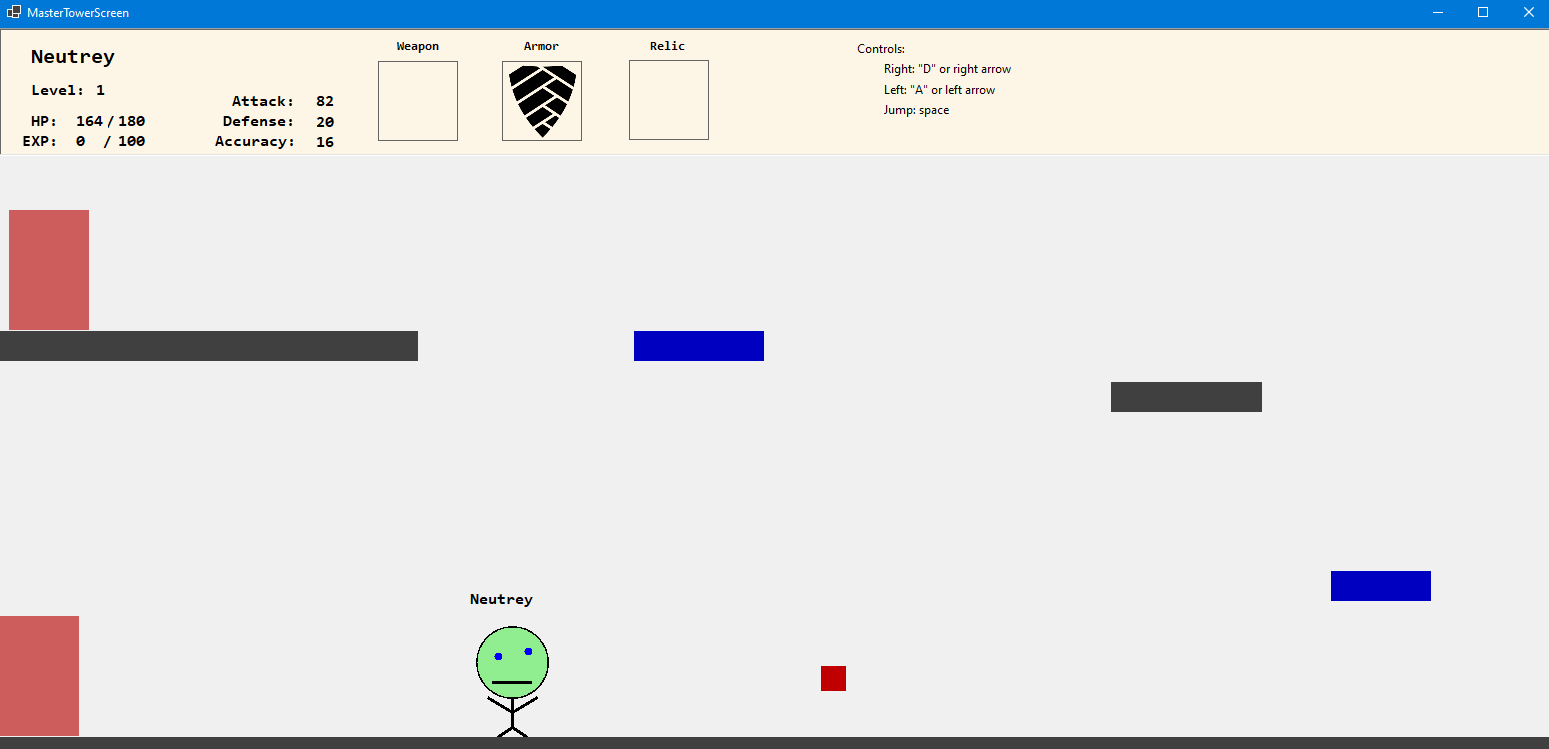 MasterTowerScreen
Neutrey
Level: 1
HP: 164 / 180
EXP: 0 / 100
Attack: 82
Defense: 20
Accuracy: 16
Weapon
Armor
Relic
Controls:
Right: "D" or right arrow
Left: "A" or left arrow
Jump: space
Neutrey